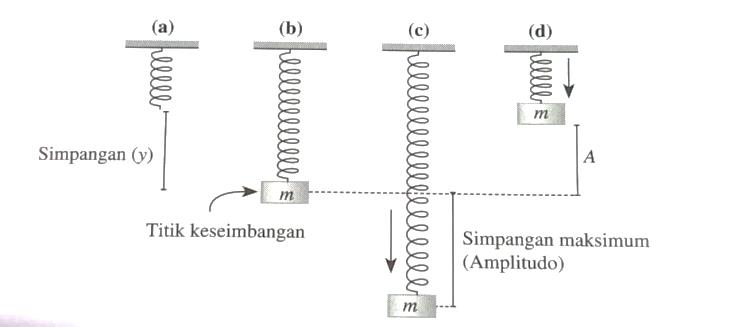 (a)
(b)
(c)
(d)
m
Simpangan (y)
A
m
Titik keseimbangan
Simpangan maksimum
(Amplitudo)
m